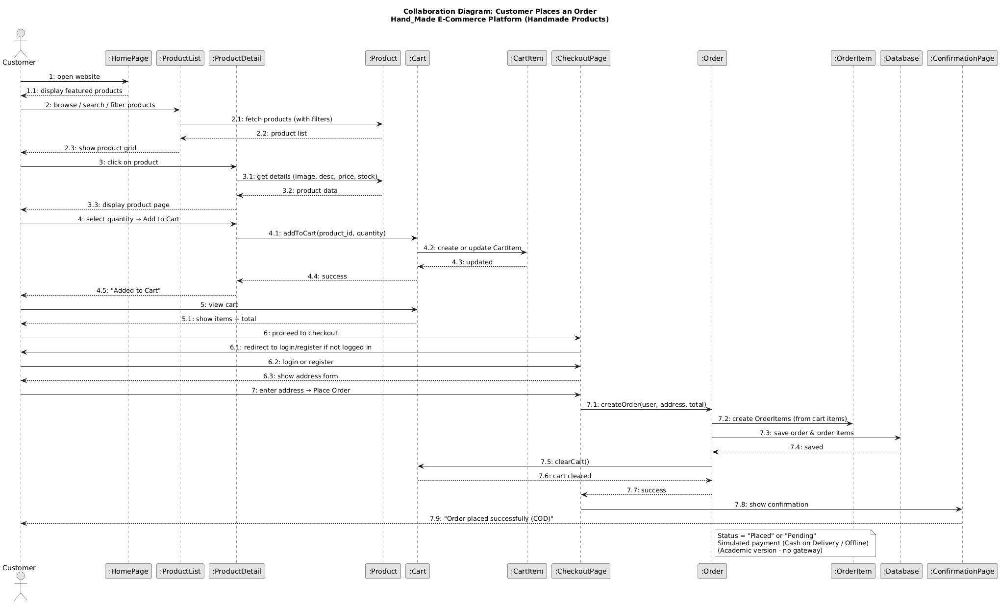 Collaboration Diagram: Customer Places an Order
Hand_Made E-Commerce Platform (Handmade Products)
Customer
:HomePage
:ProductList
:ProductDetail
:Product
:Cart
:CartItem
:CheckoutPage
:Order
:OrderItem
:Database
:ConfirmationPage
1: open website
1.1: display featured products
2: browse / search / filter products
2.1: fetch products (with filters)
2.2: product list
2.3: show product grid
3: click on product
3.1: get details (image, desc, price, stock)
3.2: product data
3.3: display product page
4: select quantity → Add to Cart
4.1: addToCart(product_id, quantity)
4.2: create or update CartItem
4.3: updated
4.4: success
4.5: "Added to Cart"
5: view cart
5.1: show items + total
6: proceed to checkout
6.1: redirect to login/register if not logged in
6.2: login or register
6.3: show address form
7: enter address → Place Order
7.1: createOrder(user, address, total)
7.2: create OrderItems (from cart items)
7.3: save order & order items
7.4: saved
7.5: clearCart()
7.6: cart cleared
7.7: success
7.8: show confirmation
7.9: "Order placed successfully (COD)"
Status = "Placed" or "Pending"
Simulated payment (Cash on Delivery / Offline)
(Academic version - no gateway)
Customer
:HomePage
:ProductList
:ProductDetail
:Product
:Cart
:CartItem
:CheckoutPage
:Order
:OrderItem
:Database
:ConfirmationPage